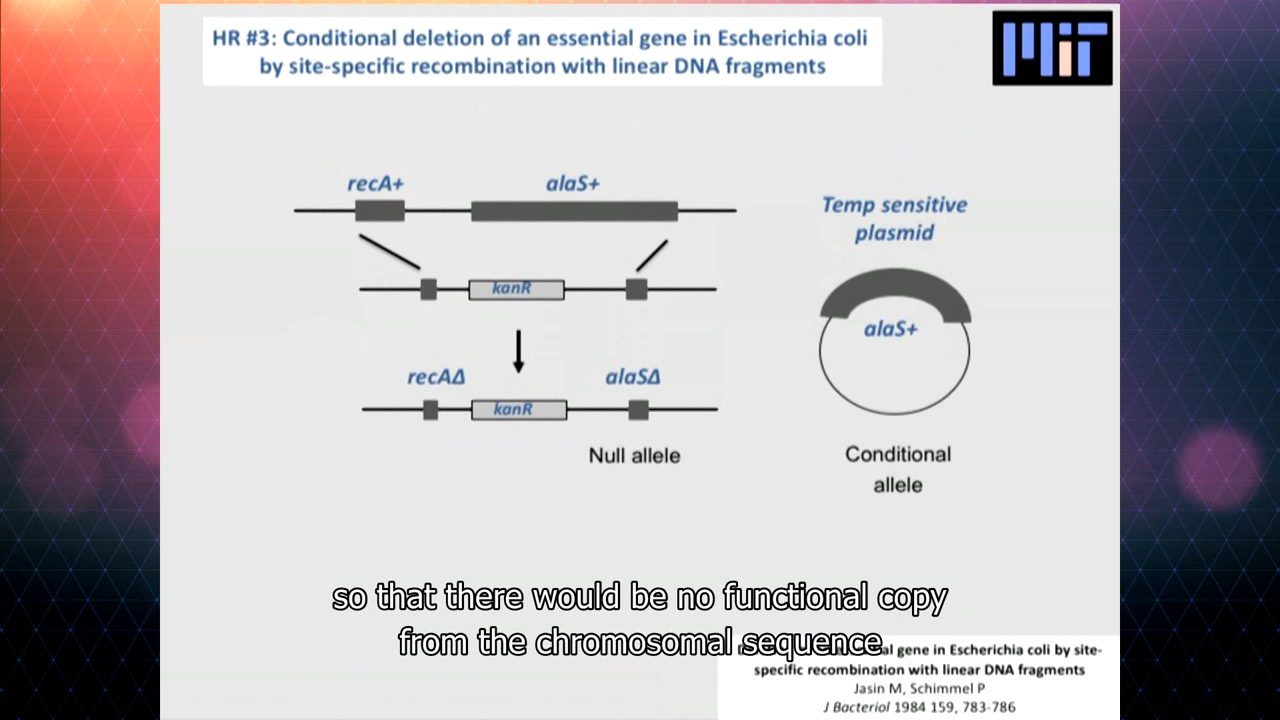 HR #3: Conditional deletion of an essential gene in Escherichia coli
by site-specific recombination with linear DNA fragments
MIT
recA+ alaS+
Temp sensitive
plasmid
kanR
alaS+
recAΔ alaSΔ
kanR
Null allele
Conditional
allele
so that there would be no functional copy
from the chromosomal sequence
gene in Escherichia coli by site-
specific recombination with linear DNA fragments
Jasin M, Schimmel P
J Bacteriol 1984 159, 783-786